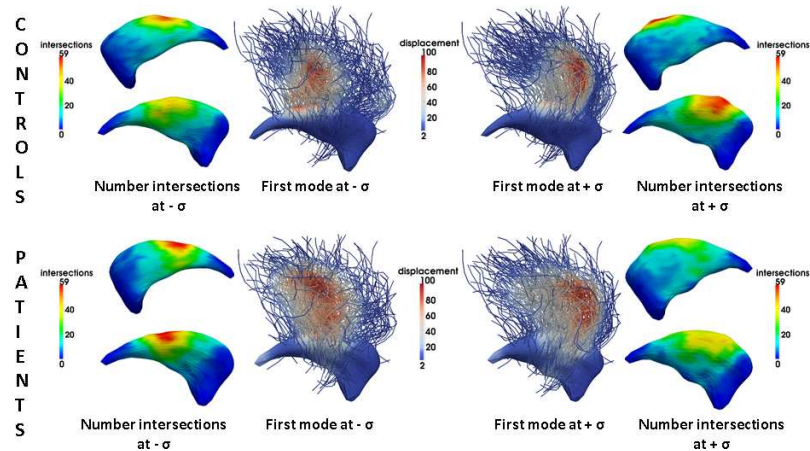 CONTROLS
intersections
59
40
20
0
displacement
100
80
60
40
20
2
intersections
59
40
20
0
Number intersections
at - σ
First mode at - σ
First mode at + σ
Number intersections
at + σ
PATIENTS
intersections
59
40
20
0
displacement
100
80
60
40
20
2
intersections
59
40
20
0
Number intersections
at - σ
First mode at - σ
First mode at + σ
Number intersections
at + σ